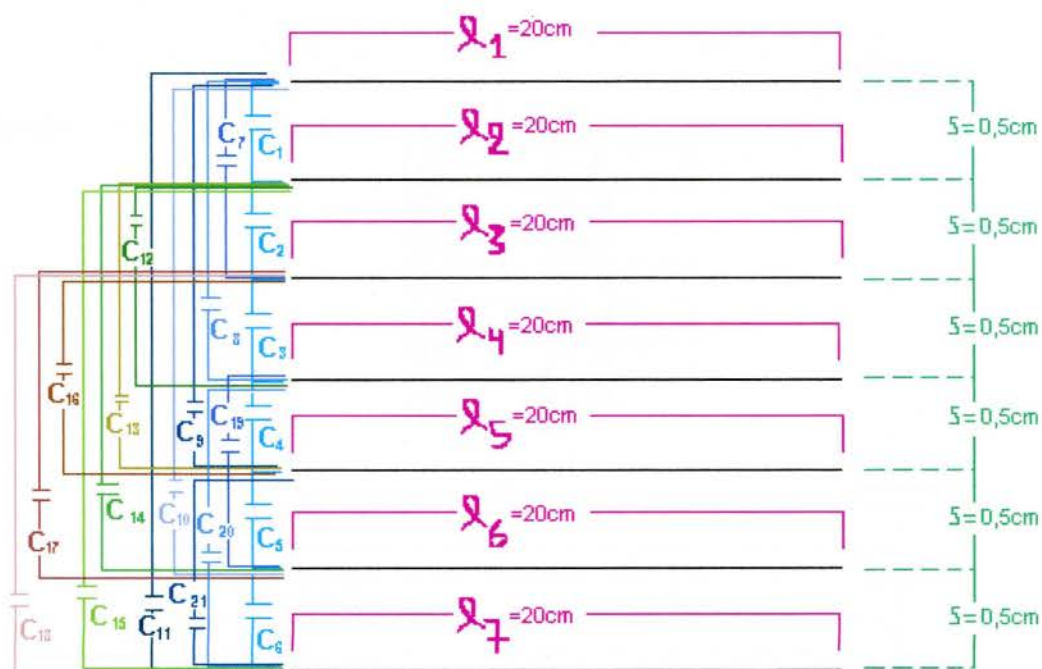 ℓ1 =20cm
C7
C1
ℓ2 =20cm
S=0,5cm
C12
C2
ℓ3 =20cm
S=0,5cm
C8
C3
ℓ4 =20cm
S=0,5cm
C16
C13
C9
C19
C4
ℓ5 =20cm
S=0,5cm
C17
C14
C10
C20
C5
ℓ6 =20cm
S=0,5cm
C18
C15
C11
C21
C6
ℓ7 =20cm
S=0,5cm